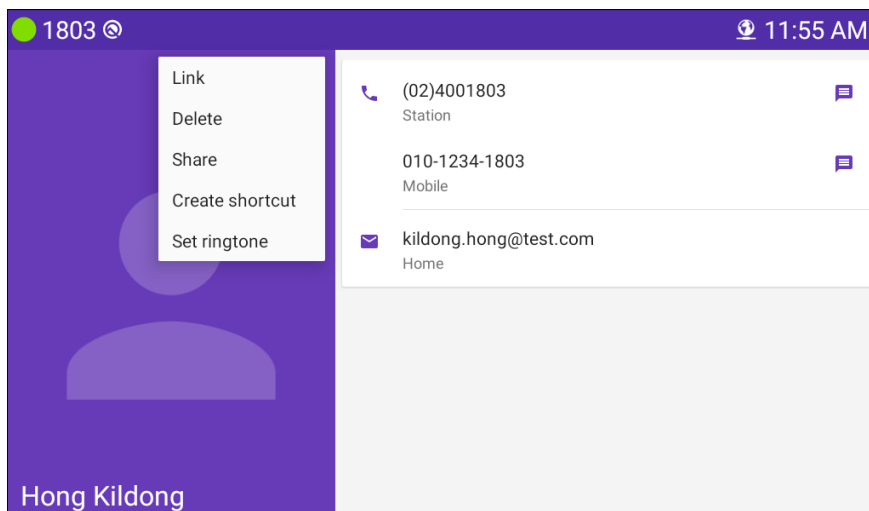 1803
11:55 AM
Link
Delete
Share
Create shortcut
Set ringtone
Hong Kildong
(02)4001803
Station
010-1234-1803
Mobile
kildong.hong@test.com
Home